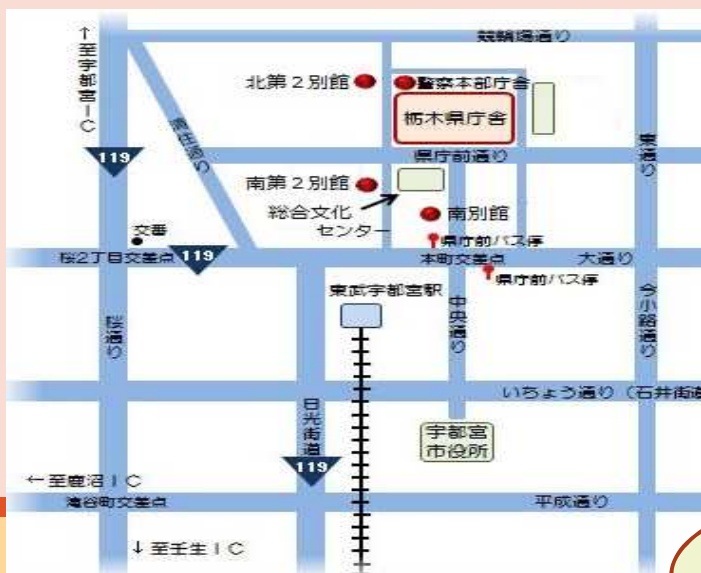 競輪場通り
↑至宇都宮IC
北第2別館
警察本部庁舎
栃木県庁舎
県庁前通り
119
東通り
南第2別館
総合文化
センター
南別館
交番
県庁前バス停
桜2丁目交差点
119
本町交差点
大通り
県庁前バス停
東武宇都宮駅
桜通り
中央通り
今小路通り
いちょう通り(石井街道
日光街道
宇都宮
市役所
119
←至鹿沼IC
滝谷町交差点
平成通り
↓至壬生IC